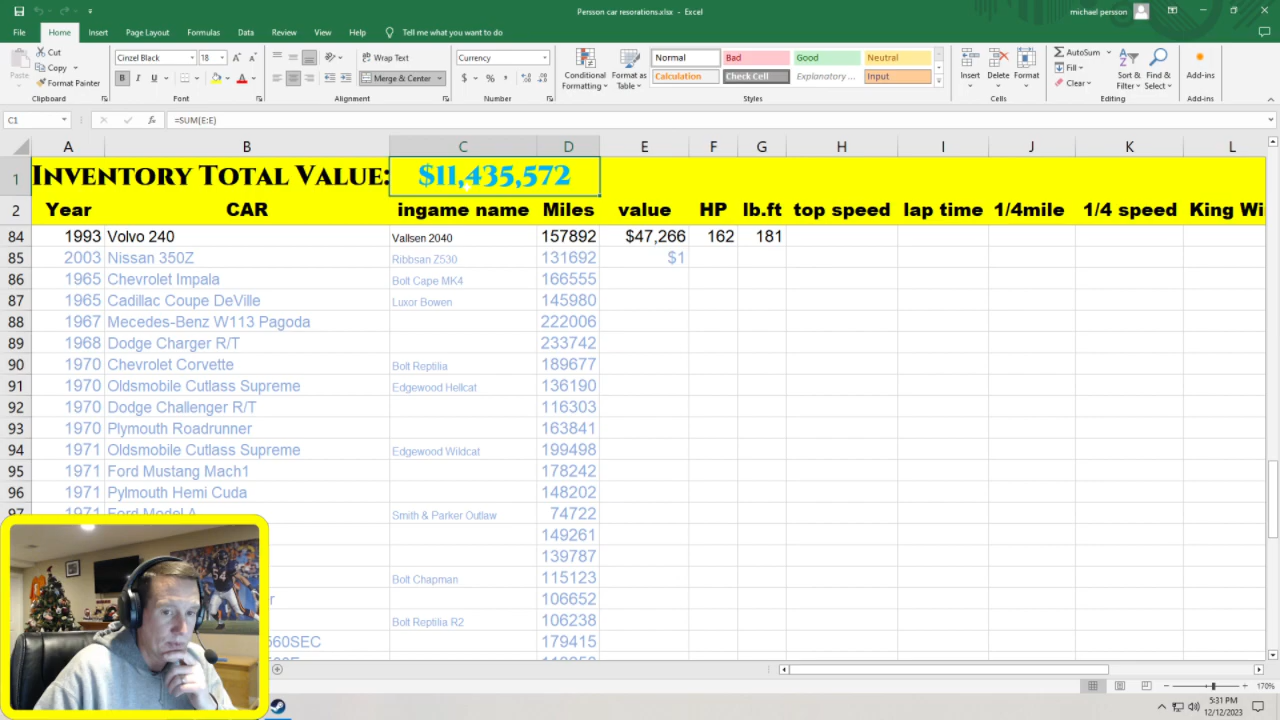 Persson car resorations.xlsx - Excel
michael persson
File Home Insert Page Layout Formulas Data Review View Help Tell me what you want to do
Cut
Copy
Format Painter
Paste
Clipboard
Cinzel Black 18
B I U
Font
Wrap Text
Merge & Center
Alignment
Currency
$ % ,
Number
Conditional Formatting
Format as Table
Normal Bad Good Neutral
Calculation Check Cell Explanatory ... Input
Styles
Insert Delete Format
Cells
AutoSum
Fill
Clear
Sort & Filter
Find & Select
Editing
Add-ins
Add-ins
C1 =SUM(E:E)
A B C D E F G H I J K L
1 Inventory Total Value: $11,435,572
2 Year CAR ingame name Miles value HP lb.ft top speed lap time 1/4mile 1/4 speed King Wi
84 1993 Volvo 240 Vallsen 2040 157892 $47,266 162 181
85 2003 Nissan 350Z Ribbsan Z530 131692 $1
86 1965 Chevrolet Impala Bolt Cape MK4 166555
87 1965 Cadillac Coupe DeVille Luxor Bowen 145980
88 1967 Mecedes-Benz W113 Pagoda 222006
89 1968 Dodge Charger R/T 233742
90 1970 Chevrolet Corvette Bolt Reptilia 189677
91 1970 Oldsmobile Cutlass Supreme Edgewood Hellcat 136190
92 1970 Dodge Challenger R/T 116303
93 1970 Plymouth Roadrunner 163841
94 1971 Oldsmobile Cutlass Supreme Edgewood Wildcat 199498
95 1971 Ford Mustang Mach1 178242
96 1971 Pylmouth Hemi Cuda 148202
97 1971 Ford Model A Smith & Parker Outlaw 74722
149261
139787
Bolt Chapman 115123
r 106652
Bolt Reptilia R2 106238
560SEC 179415
34
170%
5:31 PM
12/12/2023